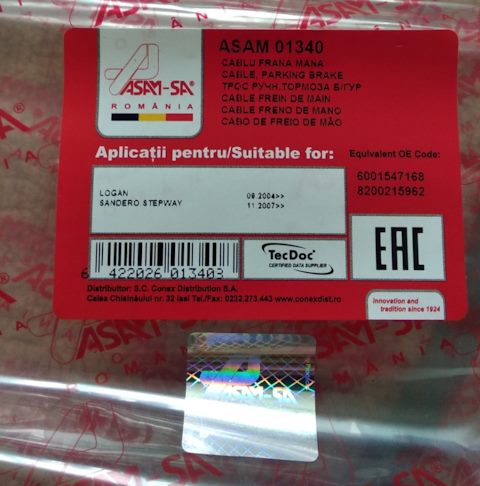 ASAM 01340
CABLU FRANA MANA
CABLE, PARKING BRAKE
ТРОС РУЧН.ТОРМОЗА Б/ГУР
CABLE FREIN DE MAIN
CABLE FRENO DE MANO
CABO DE FREIO DE MÃO
ASAM-SA®
ROMÂNIA
Aplicații pentru/Suitable for:
Equivalent OE Code:
LOGAN 09.2004>>
SANDERO.STEPWAY 11.2007>>
6001547168
8200215962
6 422026 013403
TecDoc®
CERTIFIED DATA SUPPLIER
EAC
Distribuitor: S.C. Conex Distribution S.A.
Calea Chișinăului nr. 32 Iasi Tel./Fax: 0232.273.443 www.conexdist.ro
innovation and
tradition since 1924
ASAM-SA